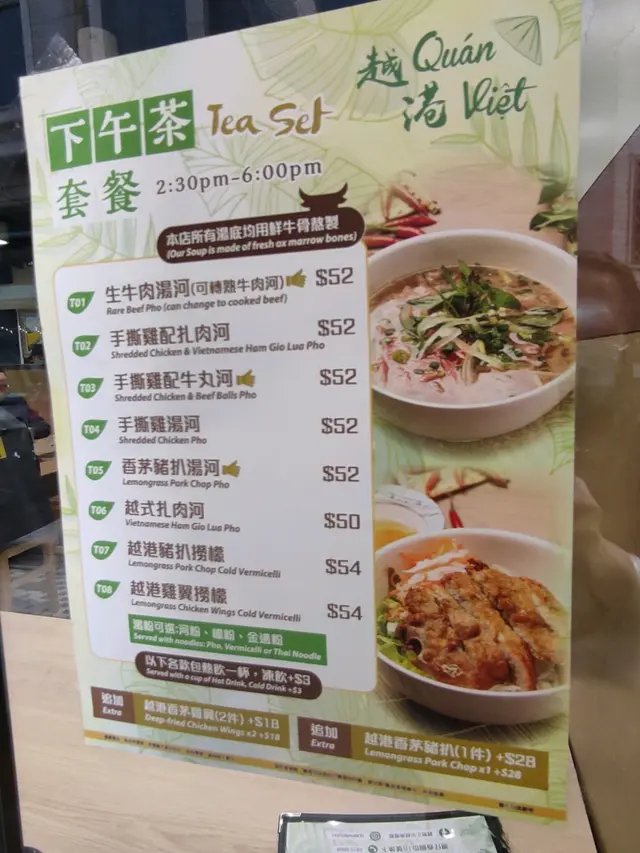 越 Quán
港 Việt
下午茶 Tea Set
套餐 2:30pm-6:00pm
本店所有湯底均用鮮牛骨熬製
(Our Soup is made of fresh ox marrow bones)
T01 生牛肉湯河(可轉熟牛肉河) $52
Rare Beef Pho (can change to cooked beef)
T02 手撕雞配扎肉河 $52
Shredded Chicken & Vietnamese Ham Gio Lua Pho
T03 手撕雞配牛丸河 $52
Shredded Chicken & Beef Balls Pho
T04 手撕雞湯河 $52
Shredded Chicken Pho
T05 香茅豬扒湯河 $52
Lemongrass Pork Chop Pho
T06 越式扎肉河 $50
Vietnamese Ham Gio Lua Pho
T07 越港豬扒撈檬 $54
Lemongrass Pork Chop Cold Vermicelli
T08 越港雞翼撈檬 $54
Lemongrass Chicken Wings Cold Vermicelli
湯粉可選:河粉、檬粉、金邊粉
Served with noodles: Pho, Vermicelli or Thai Noodle
以下各款包熱飲一杯，凍飲+$3
Served with a cup of Hot Drink, Cold Drink +$3
追加 越港香茅雞翼(2件) +$18
Extra Deep-fried Chicken Wings x2 +$18
追加 越港香茅豬扒(1件) +$28
Extra Lemongrass Pork Chop x1 +$28